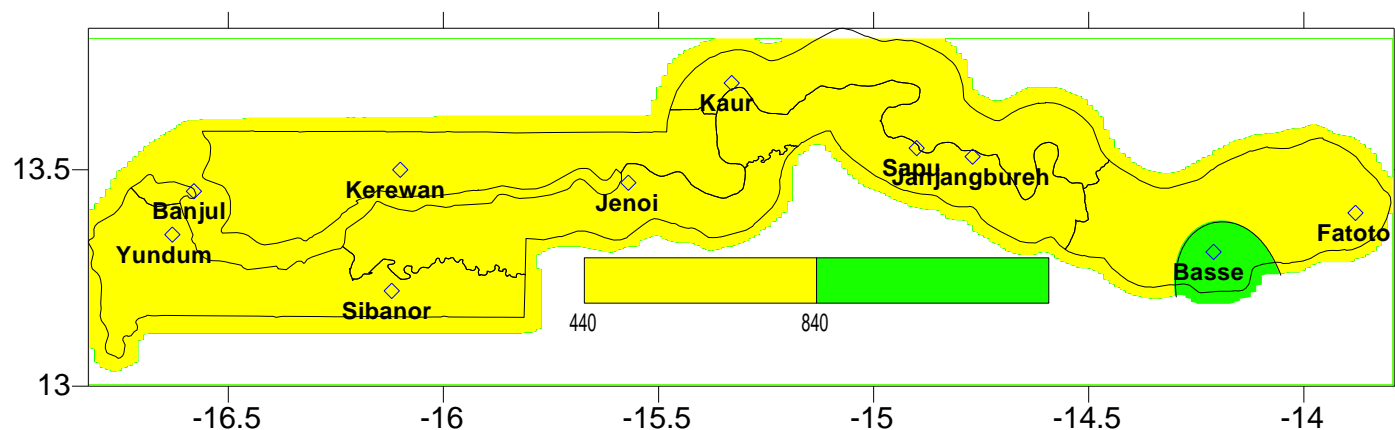 Kaur
13.5
Sapu
Janjangbureh
Kerewan
Jenoi
Banjul
Yundum
Fatoto
Basse
Sibanor
440
840
13
-16.5
-16
-15.5
-15
-14.5
-14